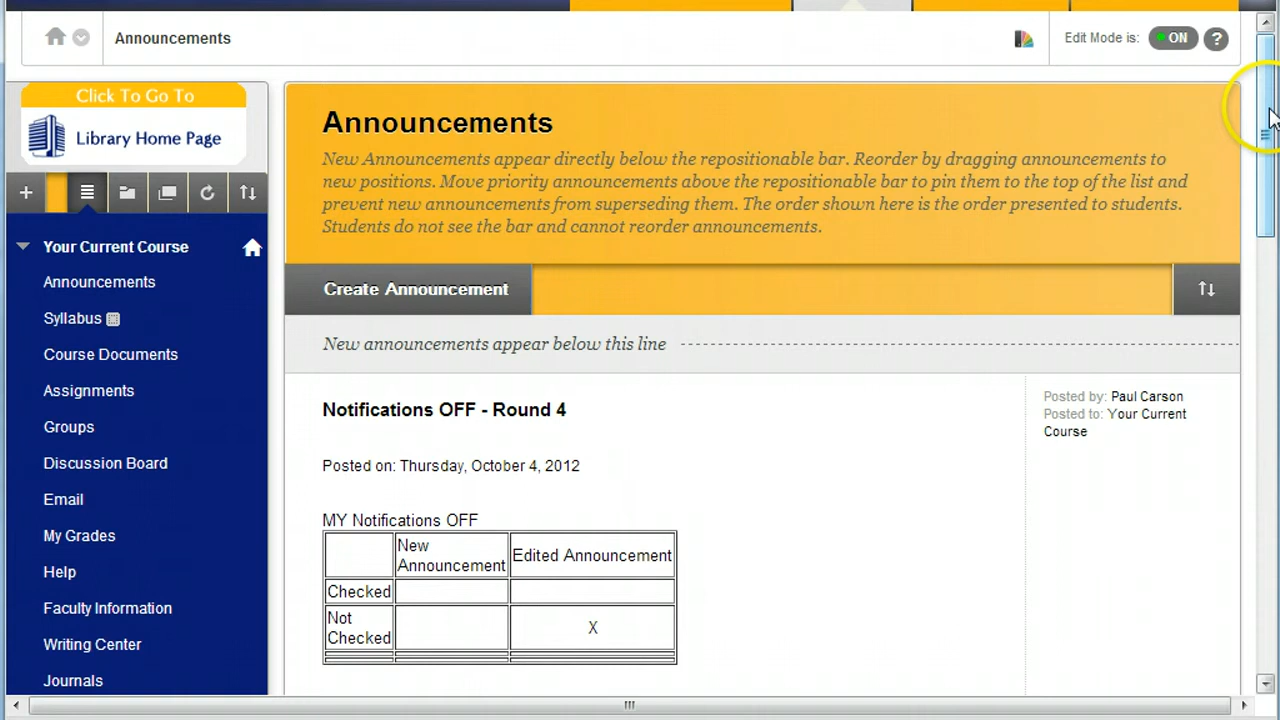 Announcements
Edit Mode is:
ON
?
Click To Go To
Library Home Page
Your Current Course
Announcements
Syllabus
Course Documents
Assignments
Groups
Discussion Board
Email
My Grades
Help
Faculty Information
Writing Center
Journals
Announcements
New Announcements appear directly below the repositionable bar. Reorder by dragging announcements to
new positions. Move priority announcements above the repositionable bar to pin them to the top of the list and
prevent new announcements from superseding them. The order shown here is the order presented to students.
Students do not see the bar and cannot reorder announcements.
Create Announcement
New announcements appear below this line
Notifications OFF - Round 4
Posted on: Thursday, October 4, 2012
MY Notifications OFF
New
Announcement
Edited Announcement
Checked
Not
Checked
X
Posted by: Paul Carson
Posted to: Your Current
Course